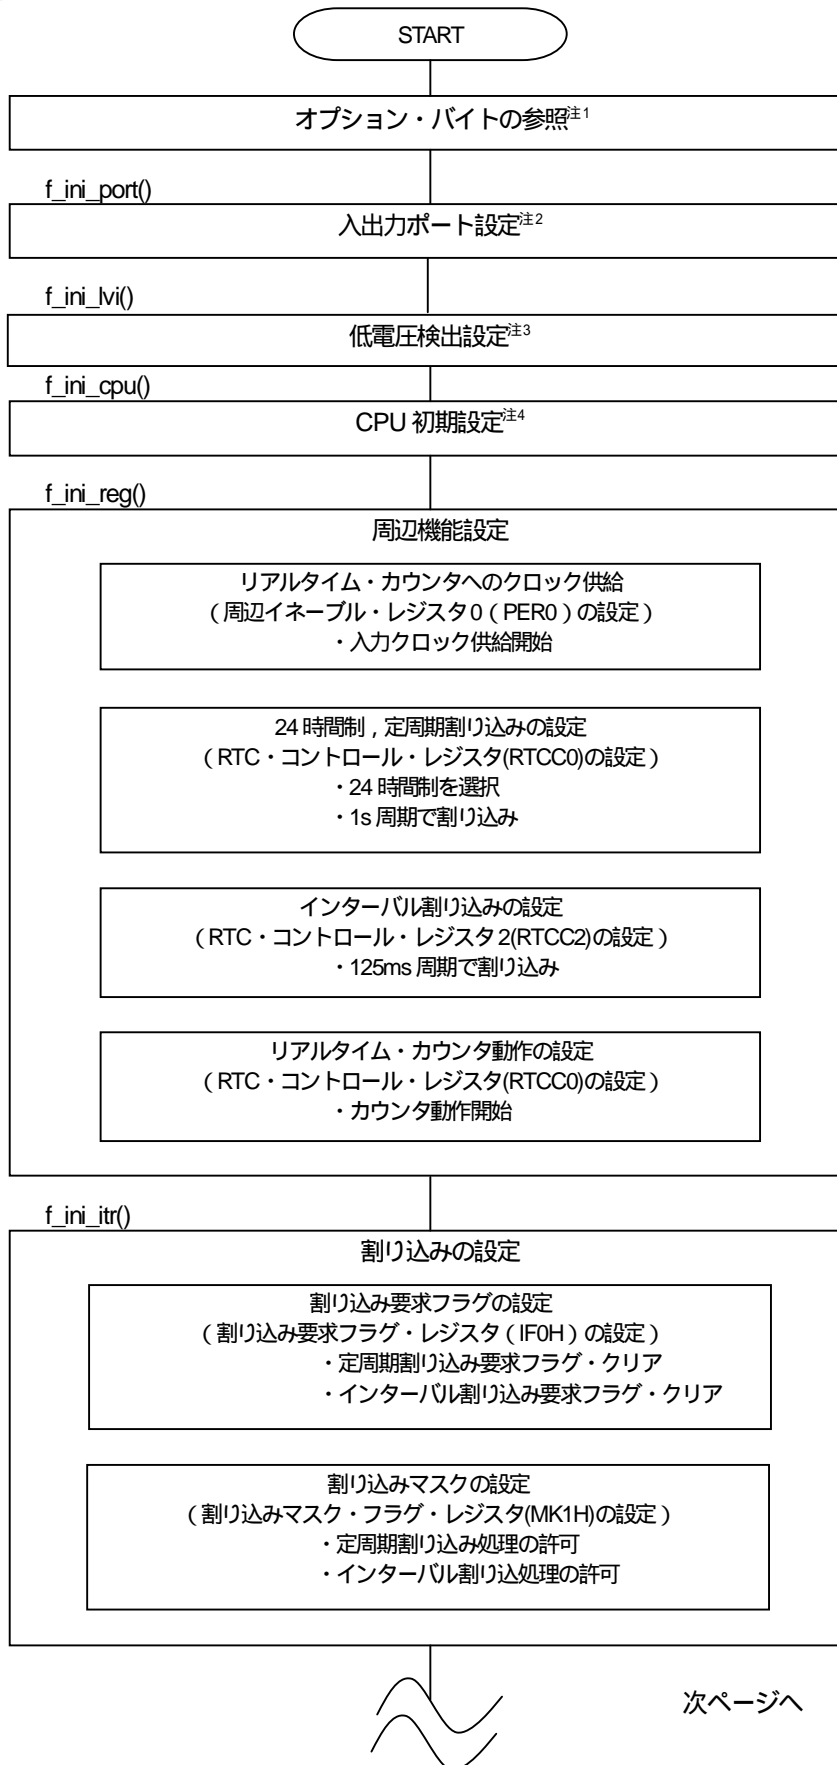 START
オプション・バイトの参照注1
f_ini_port()
入出力ポート設定注2
f_ini_lvi()
低電圧検出設定注3
f_ini_cpu()
CPU 初期設定注4
f_ini_reg()
周辺機能設定
リアルタイム・カウンタへのクロック供給
(周辺イネーブル・レジスタ0(PER0)の設定)
・入力クロック供給開始
24 時間制,定周期割り込みの設定
(RTC・コントロール・レジスタ(RTCC0)の設定)
・24 時間制を選択
・1s 周期で割り込み
インターバル割り込みの設定
(RTC・コントロール・レジスタ2(RTCC2)の設定)
・125ms 周期で割り込み
リアルタイム・カウンタ動作の設定
(RTC・コントロール・レジスタ(RTCC0)の設定)
・カウンタ動作開始
f_ini_itr()
割り込みの設定
割り込み要求フラグの設定
(割り込み要求フラグ・レジスタ(IF0H)の設定)
・定周期割り込み要求フラグ・クリア
・インターバル割り込み要求フラグ・クリア
割り込みマスクの設定
(割り込みマスク・フラグ・レジスタ(MK1H)の設定)
・定周期割り込み処理の許可
・インターバル割り込処理の許可
次ページへ